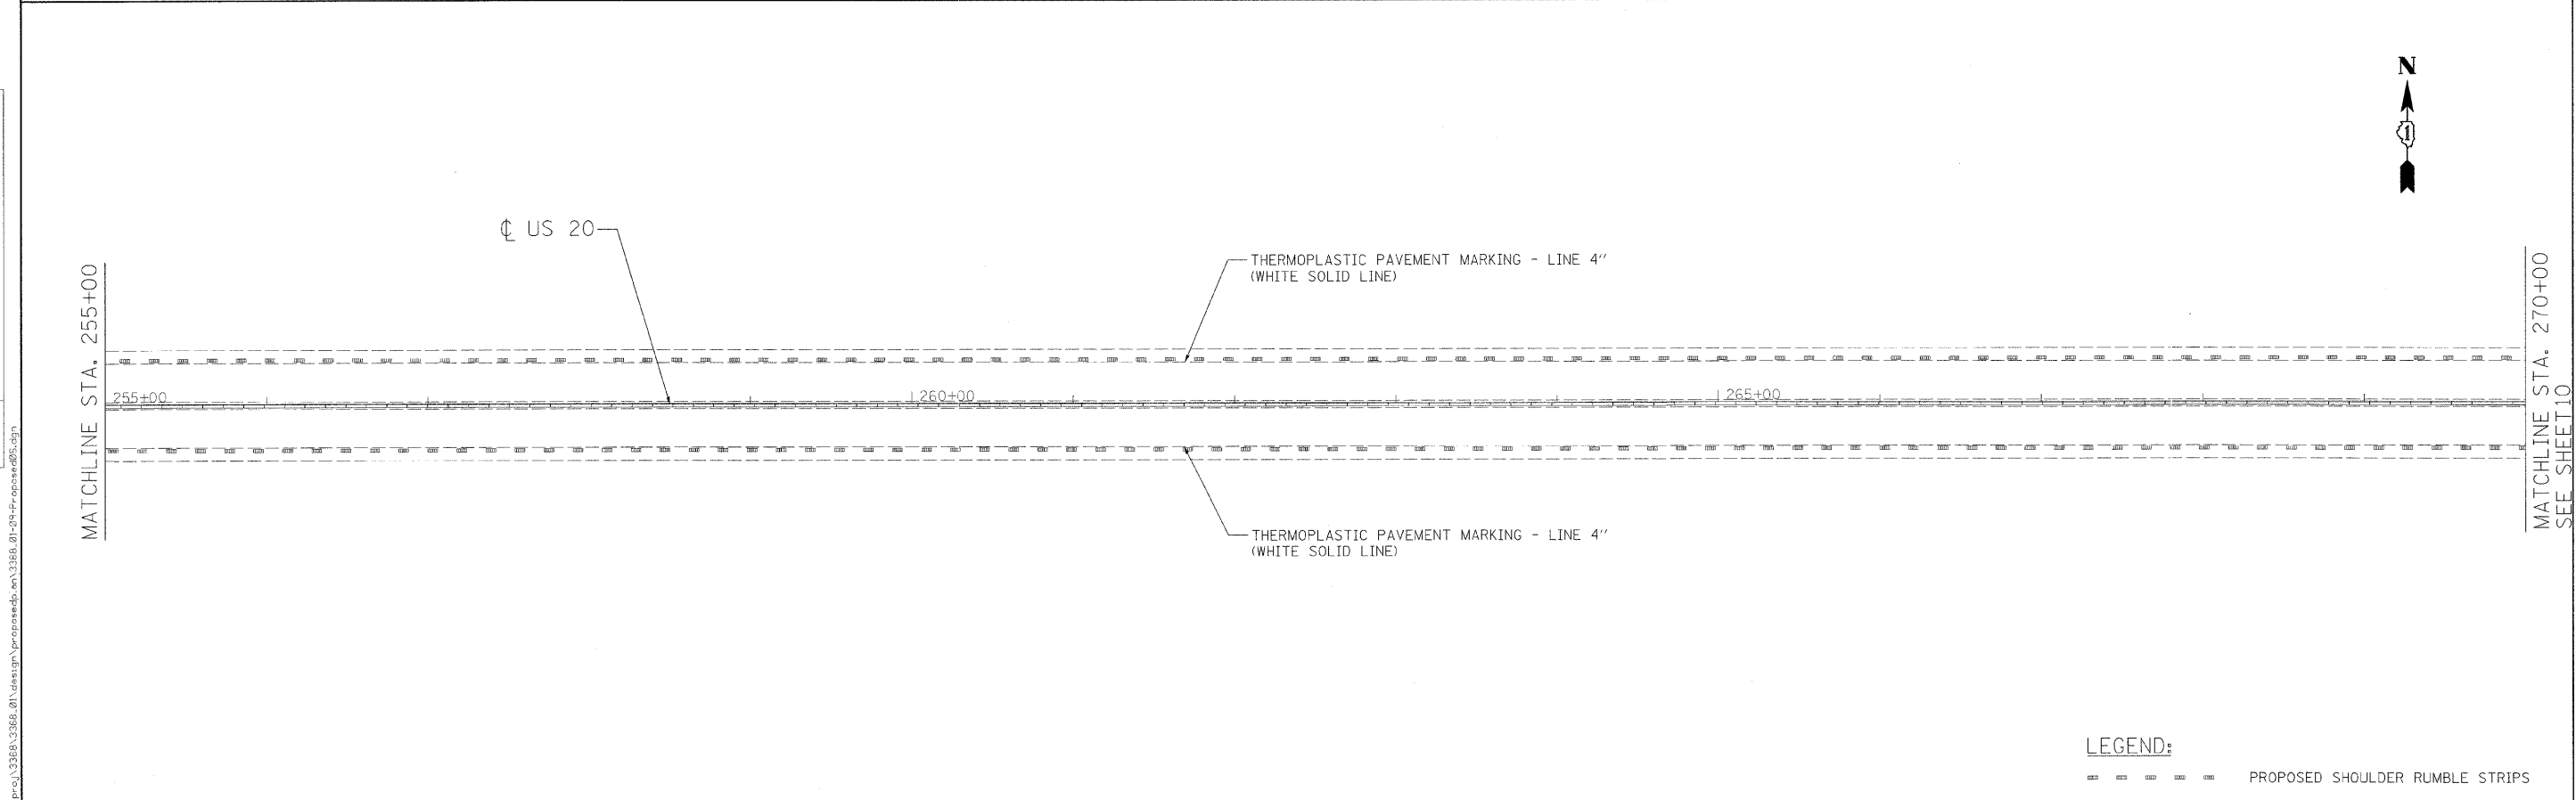 N
1
℄ US 20
THERMOPLASTIC PAVEMENT MARKING - LINE 4"
(WHITE SOLID LINE)
MATCHLINE STA. 255+00
255+00
260+00
265+00
MATCHLINE STA. 270+00
SEE SHEET10
THERMOPLASTIC PAVEMENT MARKING - LINE 4"
(WHITE SOLID LINE)
LEGEND:
PROPOSED SHOULDER RUMBLE STRIPS